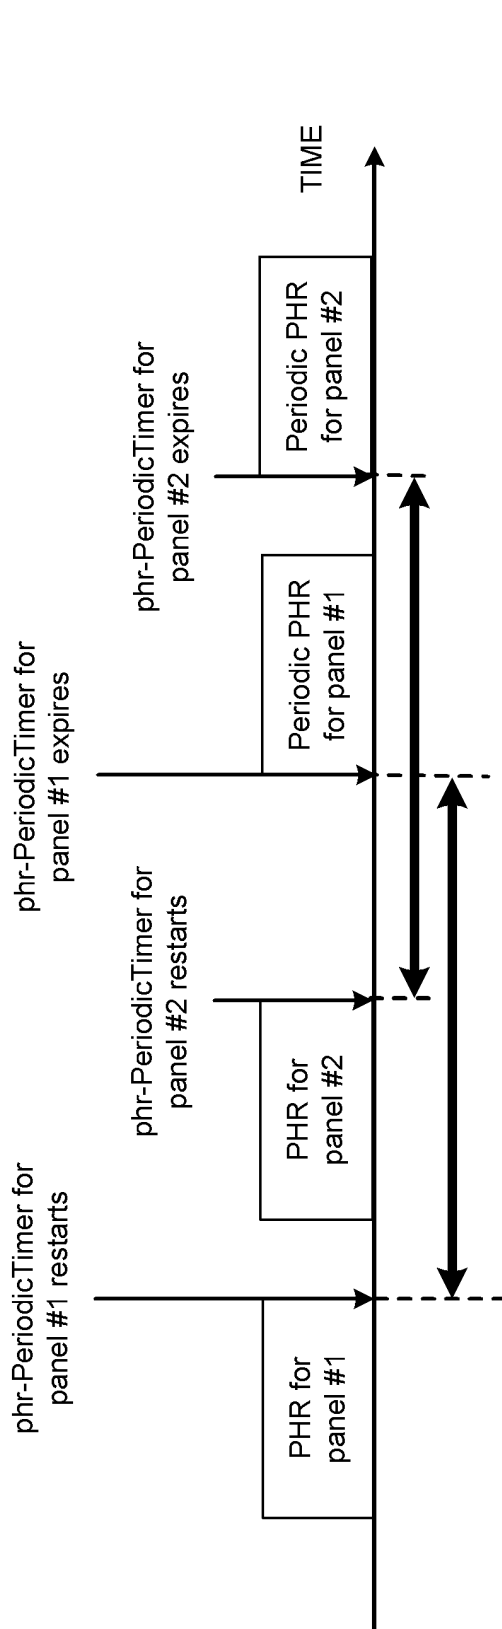 phr-PeriodicTimer for
panel #1 restarts
phr-PeriodicTimer for
panel #2 restarts
phr-PeriodicTimer for
panel #1 expires
phr-PeriodicTimer for
panel #2 expires
PHR for
panel #1
PHR for
panel #2
Periodic PHR
for panel #1
Periodic PHR
for panel #2
TIME